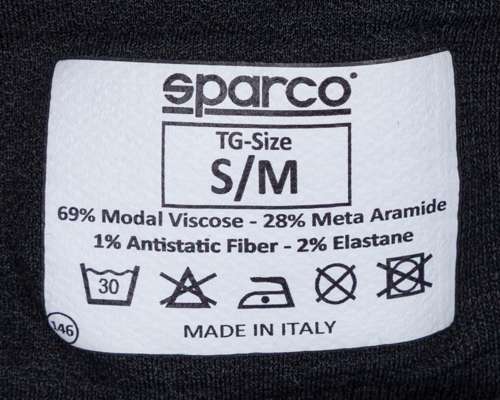 sparco
TG-Size
S/M
69% Modal Viscose - 28% Meta Aramide
1% Antistatic Fiber - 2% Elastane
30
MADE IN ITALY
146